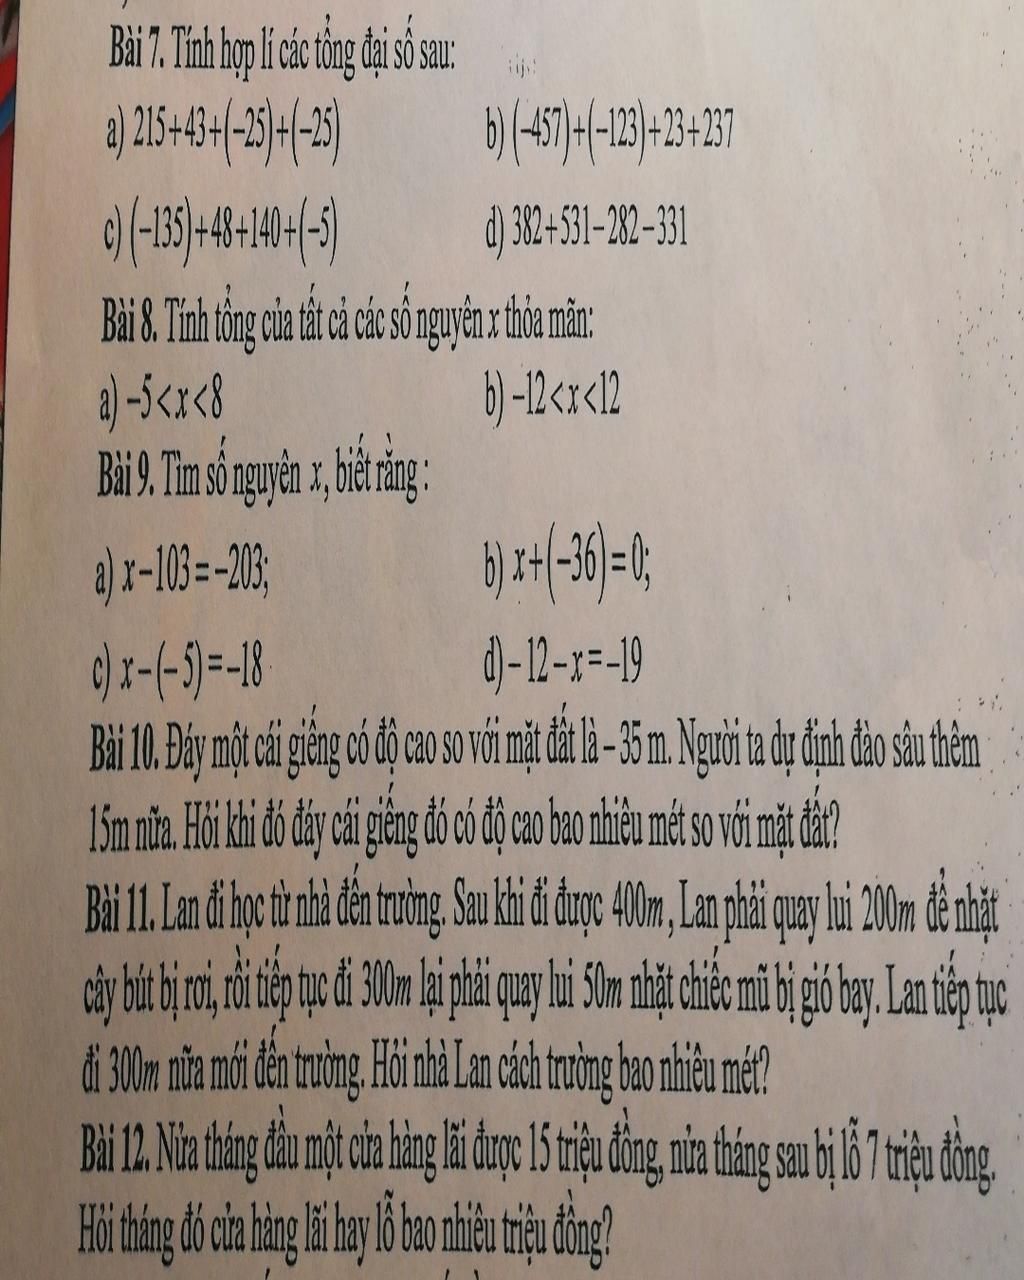 Bài 7. Tính hợp lí các tổng đại số sau:
a) 215+43+(−25)+(−25) b) (−457)+(−123)+23+237
c) (−135)+48+140+(−5) d) 382+531−282−331
Bài 8. Tính tổng của tất cả các số nguyên x thỏa mãn:
a) −5<x<8 b) −12<x<12
Bài 9. Tìm số nguyên x, biết rằng :
a) x−103=−203; b) x+(−36)=0;
c) x−(−5)=−18 d)−12−x=−19
Bài 10. Đáy một cái giếng có độ cao so với mặt đất là – 35 m. Người ta dự định đào sâu thêm
15m nữa. Hỏi khi đó đáy cái giếng đó có độ cao bao nhiêu mét so với mặt đất?
Bài 11. Lan đi học từ nhà đến trường. Sau khi đi được 400m, Lan phải quay lui 200m để nhặt
cây bút bị rơi, rồi tiếp tục đi 300m lại phải quay lui 50m nhặt chiếc mũ bị gió bay. Lan tiếp tục
đi 300m nữa mới đến trường. Hỏi nhà Lan cách trường bao nhiêu mét?
Bài 12. Nửa tháng đầu một cửa hàng lãi được 15 triệu đồng, nửa tháng sau bị lỗ 7 triệu đồng.
Hỏi tháng đó cửa hàng lãi hay lỗ bao nhiêu triệu đồng?